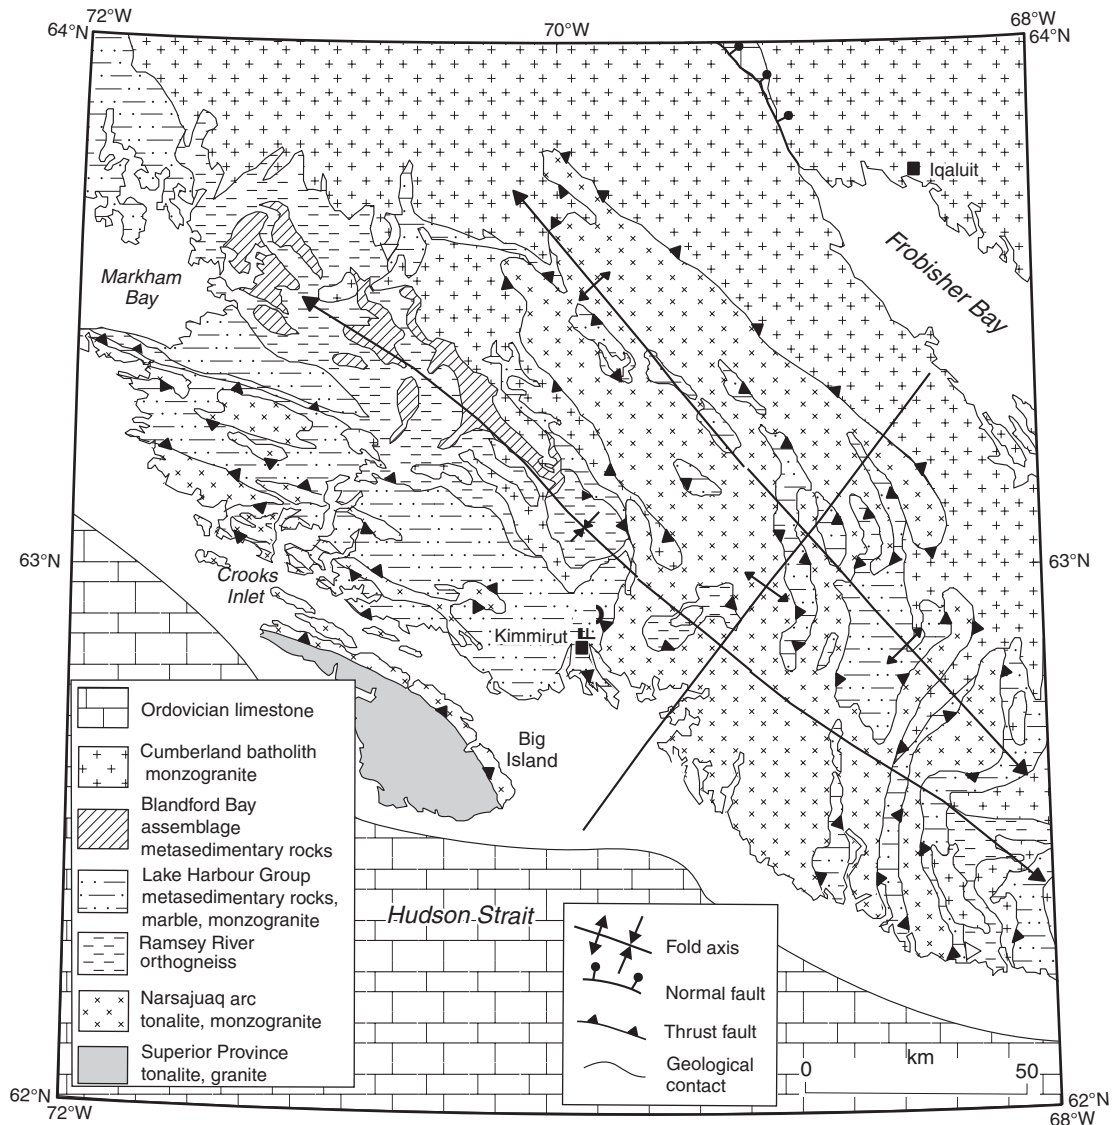 72°W
64°N
70°W
68°W
64°N
Iqaluit
Frobisher Bay
Markham
Bay
63°N
63°N
Crooks
Inlet
Kimmirut
Big
Island
Ordovician limestone
Cumberland batholith
monzogranite
Blandford Bay
assemblage
metasedimentary rocks
Lake Harbour Group
metasedimentary rocks,
marble, monzogranite
Ramsey River
orthogneiss
Narsajuaq arc
tonalite, monzogranite
Superior Province
tonalite, granite
Hudson Strait
Fold axis
Normal fault
Thrust fault
Geological
contact
km
0
50
62°N
72°W
62°N
68°W